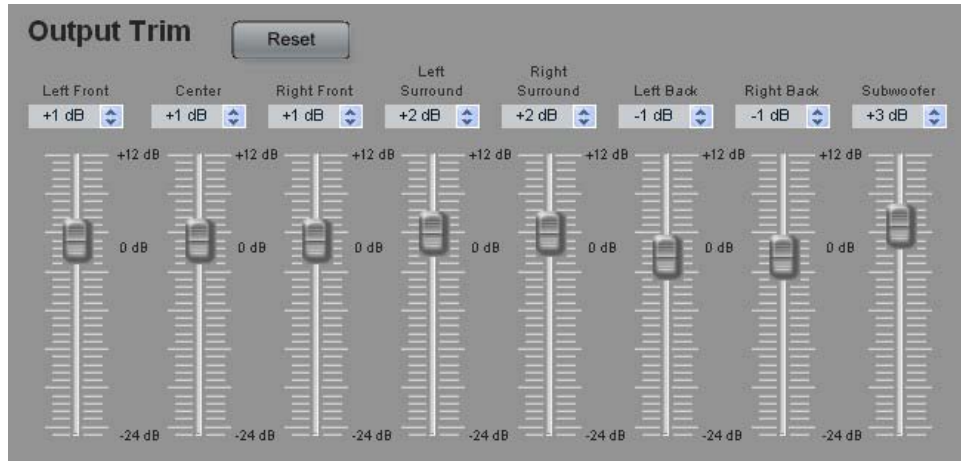 Output Trim
Reset
Left Front
Center
Right Front
Left
Surround
Right
Surround
Left Back
Right Back
Subwoofer
+1 dB
+1 dB
+1 dB
+2 dB
+2 dB
-1 dB
-1 dB
+3 dB
+12 dB
+12 dB
+12 dB
+12 dB
+12 dB
+12 dB
+12 dB
0 dB
0 dB
0 dB
0 dB
0 dB
0 dB
0 dB
-24 dB
-24 dB
-24 dB
-24 dB
-24 dB
-24 dB
-24 dB